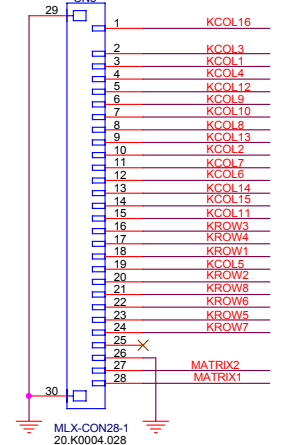 29
1 KCOL16
2 KCOL3
3 KCOL1
4 KCOL4
5 KCOL12
6 KCOL9
7 KCOL10
8 KCOL8
9 KCOL13
10 KCOL2
11 KCOL7
12 KCOL6
13 KCOL14
14 KCOL15
15 KCOL11
16 KROW3
17 KROW4
18 KROW1
19 KCOL5
20 KROW2
21 KROW8
22 KROW6
23 KROW5
24 KROW7
25
26
27 MATRIX2
28 MATRIX1
30
MLX-CON28-1
20.K0004.028